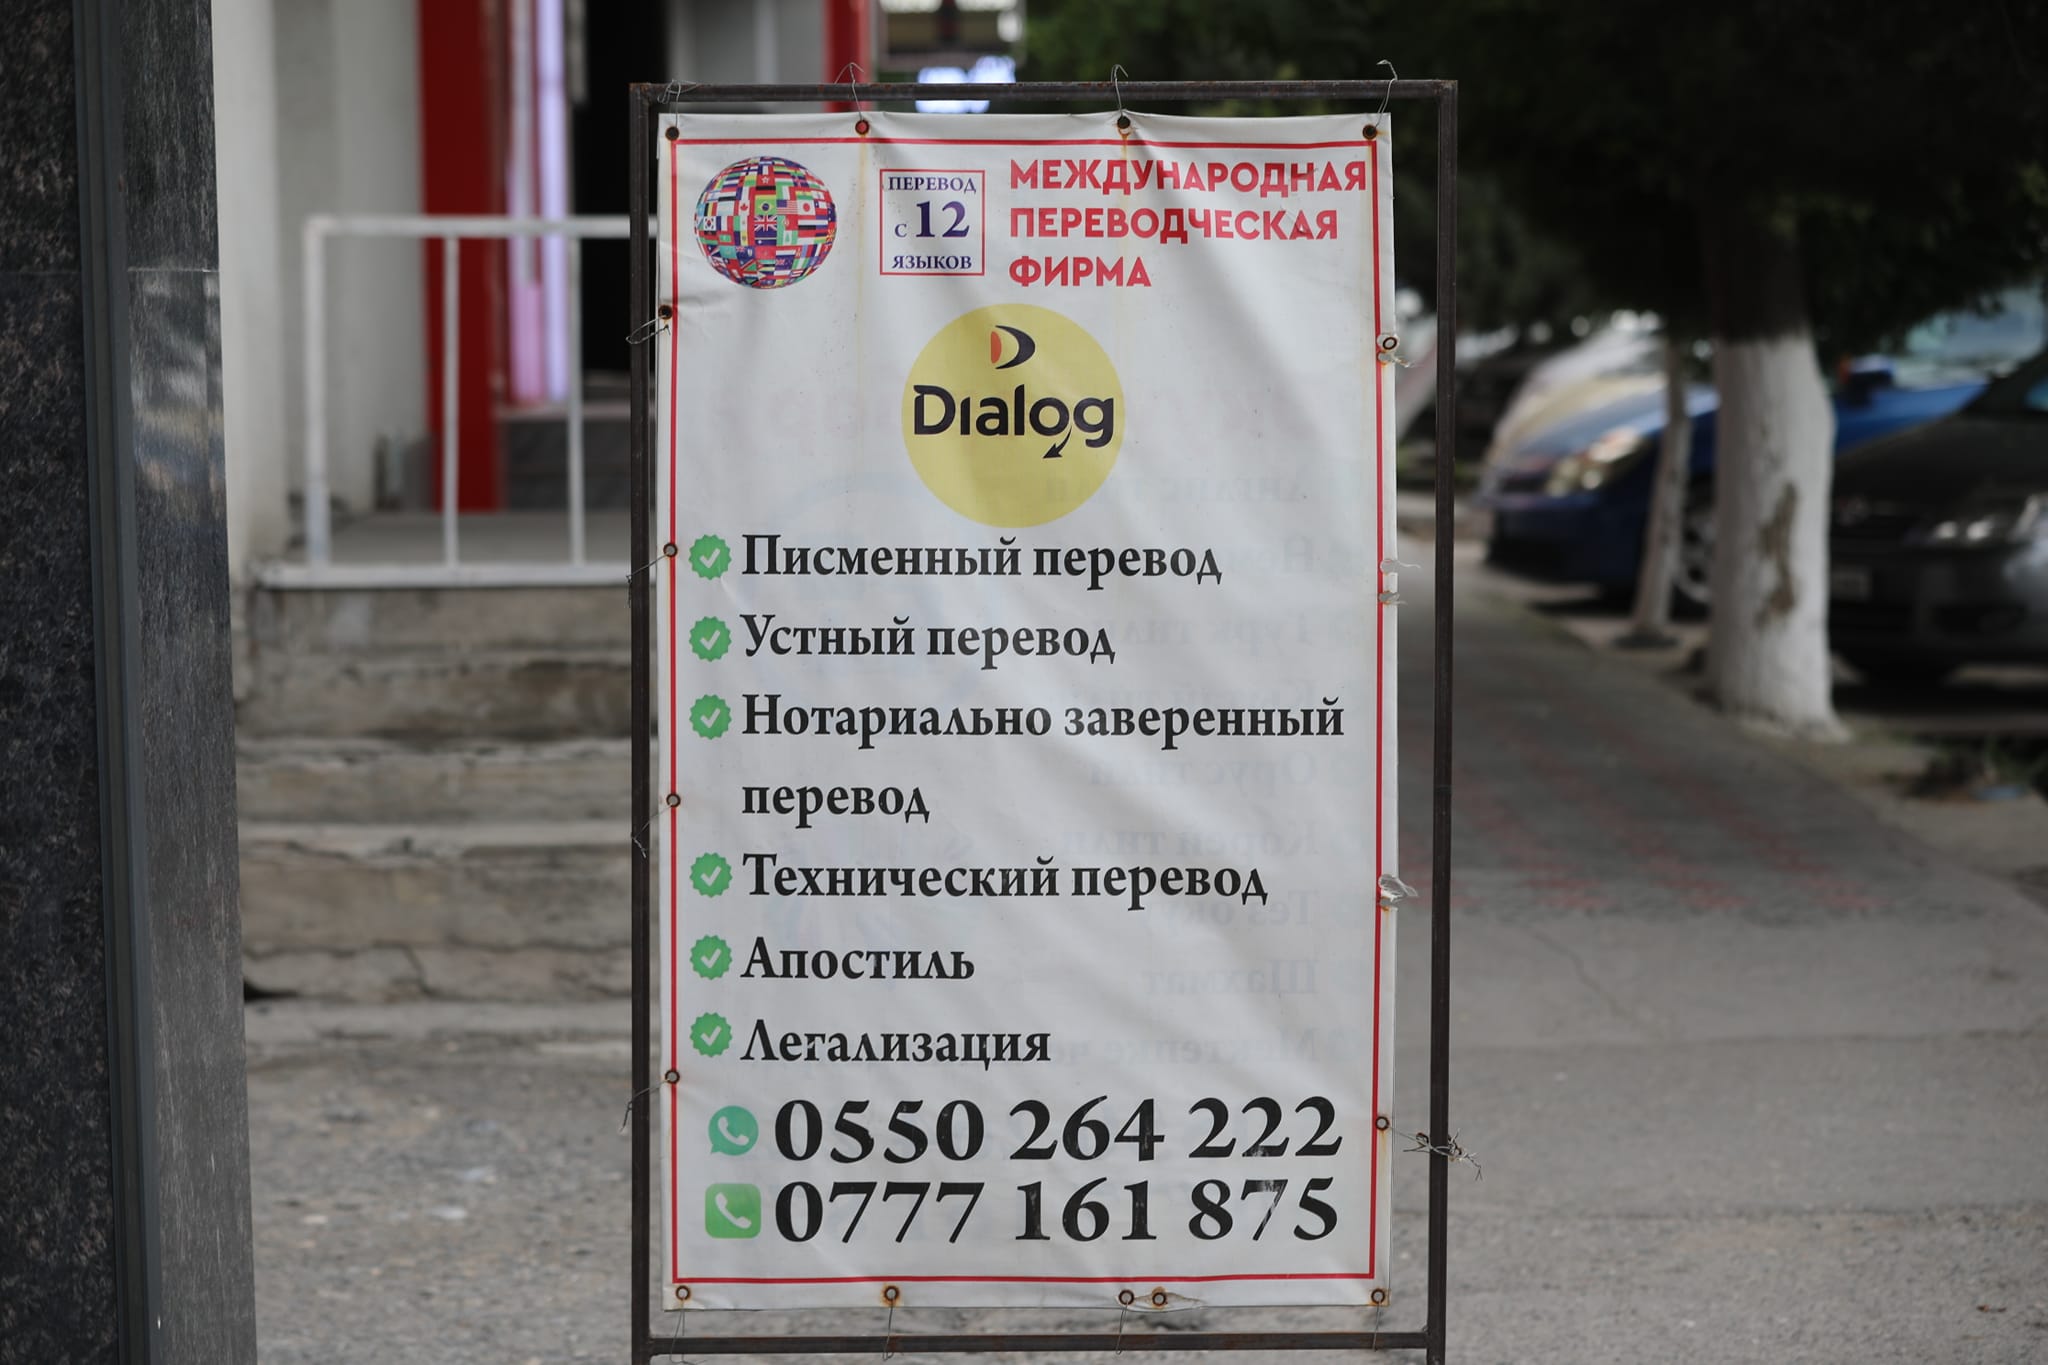 ПЕРЕВОД
с 12
ЯЗЫКОВ
МЕЖДУНАРОДНАЯ
ПЕРЕВОДЧЕСКАЯ
ФИРМА
Dialog
Писменный перевод
Устный перевод
Нотариально заверенный
перевод
Технический перевод
Апостиль
Легализация
0550 264 222
0777 161 875